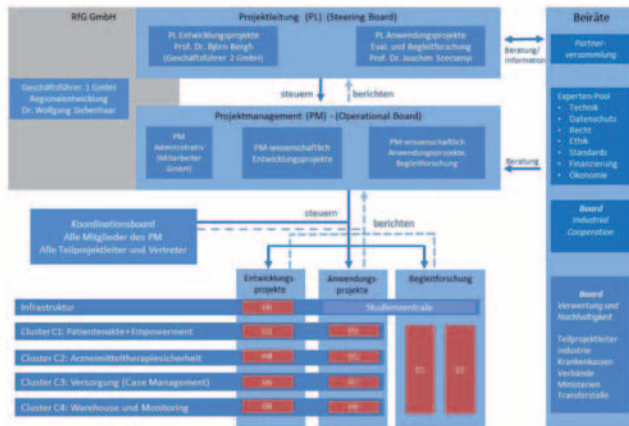 RfG GmbH
Projektleitung (PL) (Steering Board)
Beiräte
PL Entwicklungsprojekte
Prof. Dr. Björn Bergh
(Geschäftsführer 2 GmbH)
PL Anwendungsprojekte
Eval. und Begleitforschung
Prof. Dr. Joachim Szecsenyi
Beratung/
Information
Partner-
versammlung
Geschäftsführer 1 GmbH
Regionalentwicklung
Dr. Wolfgang Siebenhaar
steuern
berichten
Projektmanagement (PM) - (Operational Board)
PM
Administrativ
(Mitarbeiter
GmbH)
PM-wissenschaftlich
Entwicklungsprojekte
PM-wissenschaftlich
Anwendungsprojekte,
Begleitforschung
Beratung
Experten-Pool
• Technik
• Datenschutz
• Recht
• Ethik
• Standards
• Finanzierung
• Ökonomie
steuern
berichten
Koordinationsboard
Alle Mitglieder des PM
Alle Teilprojektleiter und Vertreter
Board
Industrial
Cooperation
Entwicklungs-
projekte
Anwendungs-
projekte
Begleitforschung
Infrastruktur
Studienzentrale
Cluster C1: Patientenakte+Empowerment
Cluster C2: Arzneimitteltherapiesicherheit
Cluster C3: Versorgung (Case Management)
Cluster C4: Warehouse und Monitoring
Board
Verwertung und
Nachhaltigkeit
Teilprojektleiter
Industrie
Krankenkassen
Verbände
Ministerien
Transferstelle